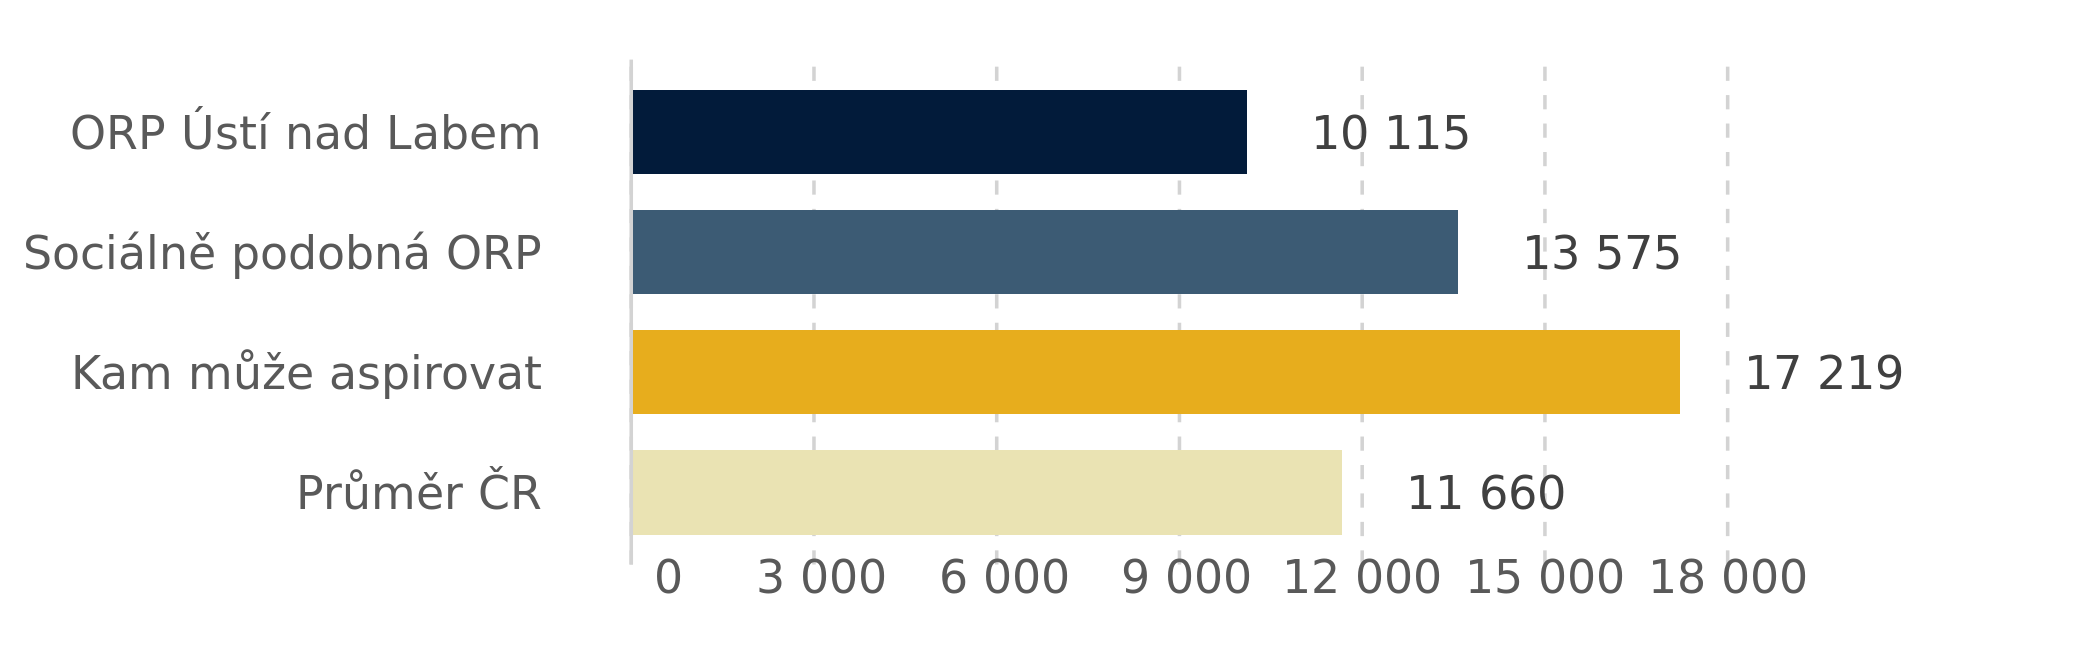 ORP Ústí nad Labem 10 115
Sociálně podobná ORP 13 575
Kam může aspirovat 17 219
Průměr ČR 11 660
0 3 000 6 000 9 000 12 000 15 000 18 000